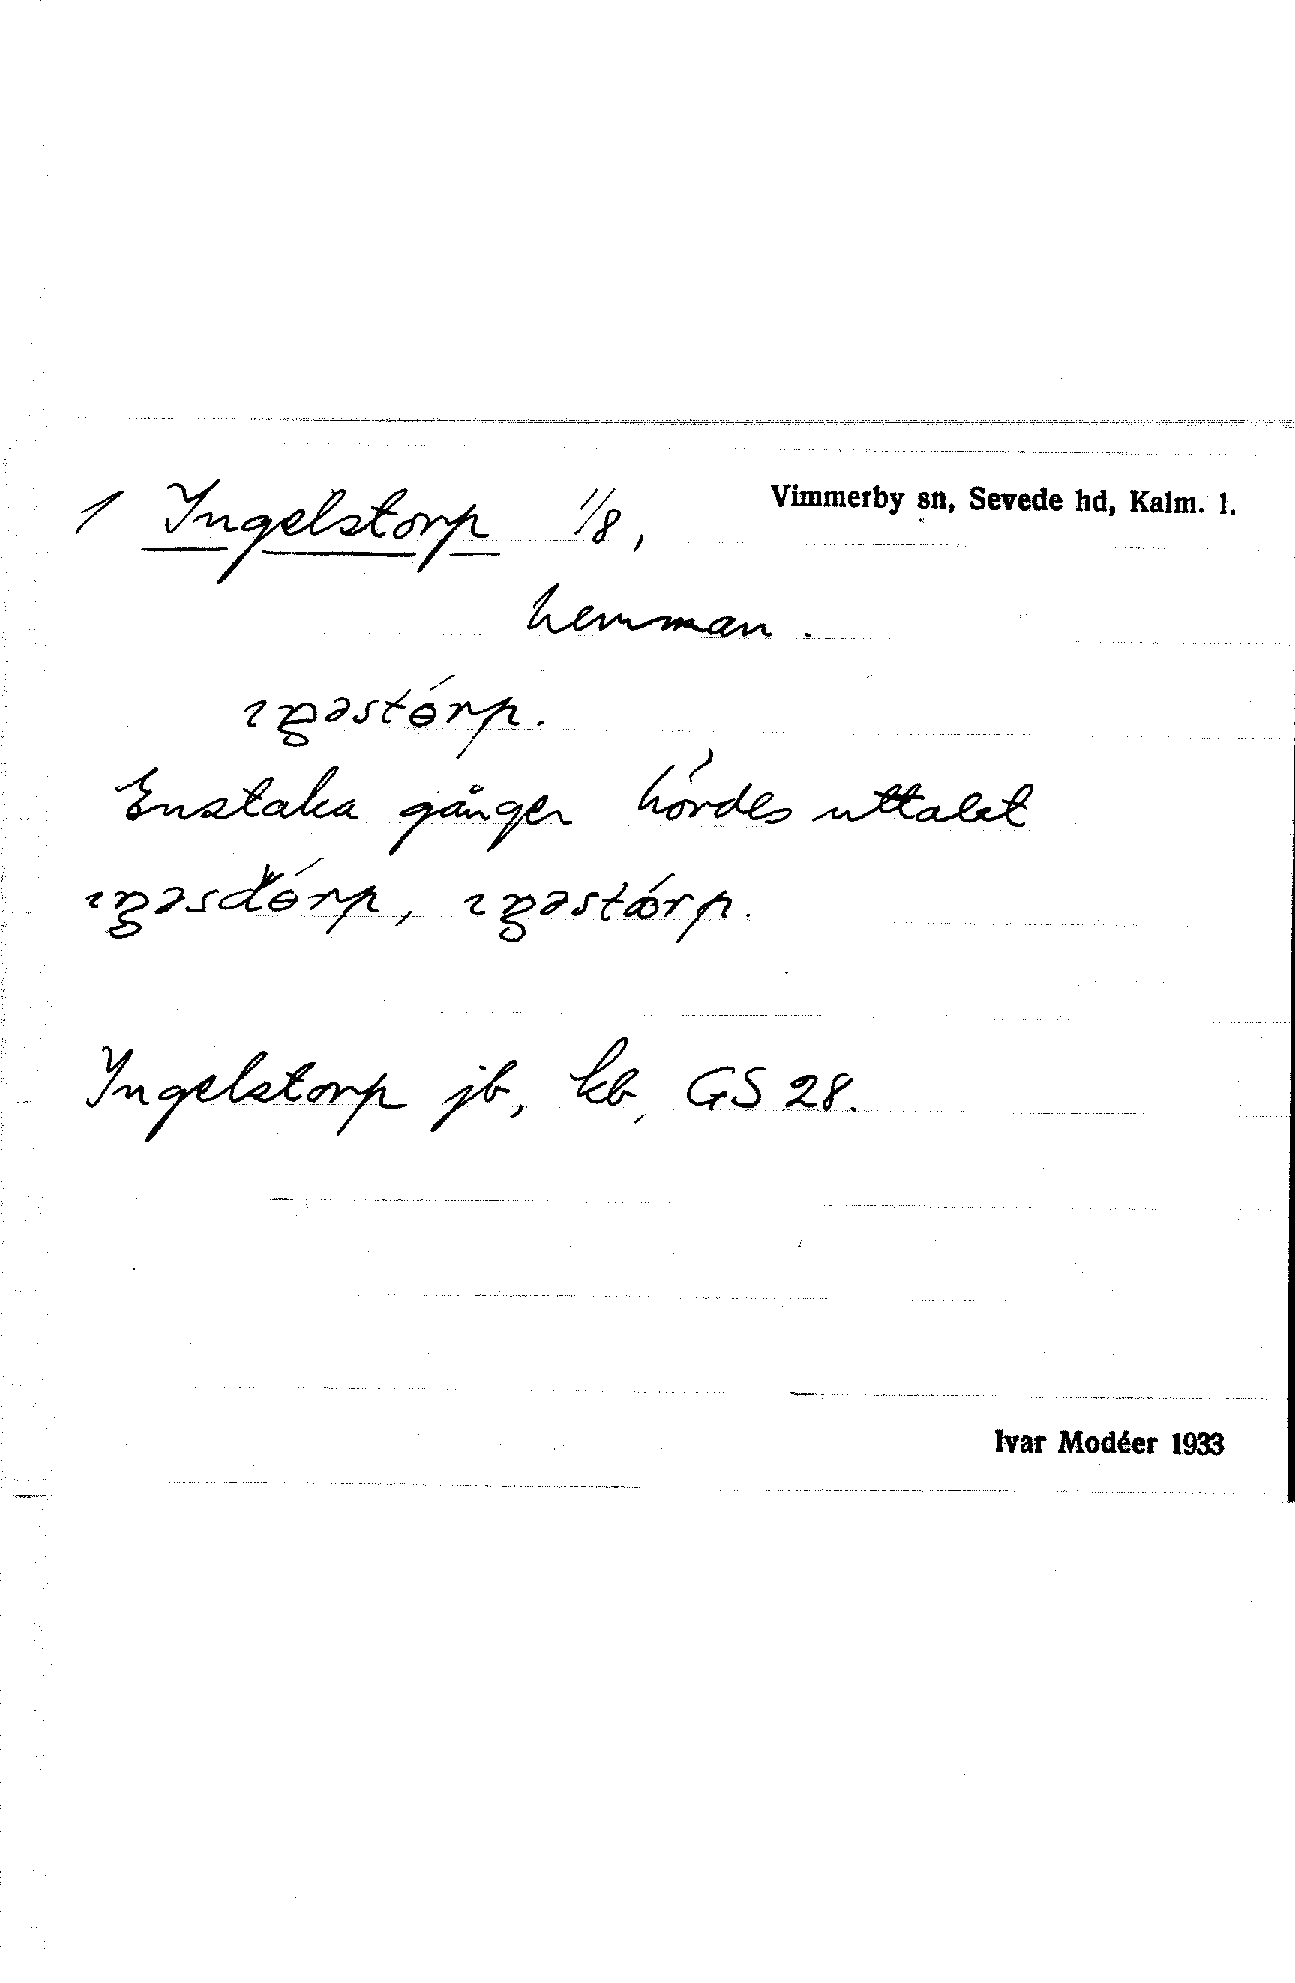 1 Ingelstorp 1/8, Vimmerby sn, Sevede hd, Kalm. l.
hemman.
Enstaka gånger hördes uttalet
Ingelstorp jb, kb, GS 28.
Ivar Modéer 1933